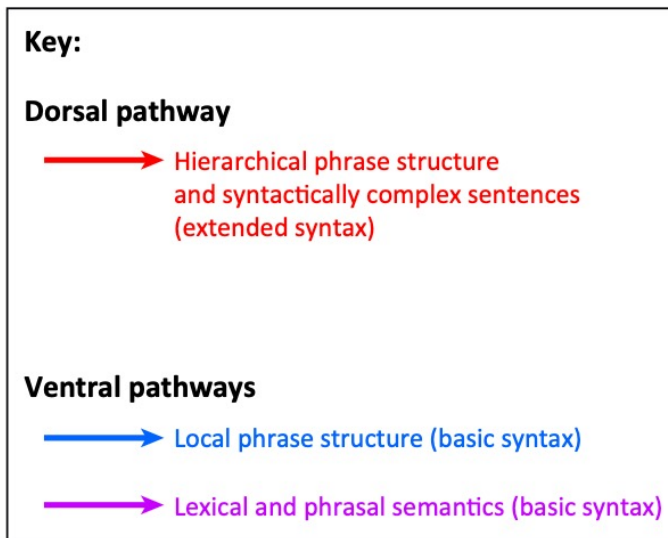 Key:
Dorsal pathway
Hierarchical phrase structure
and syntactically complex sentences
(extended syntax)
Ventral pathways
Local phrase structure (basic syntax)
Lexical and phrasal semantics (basic syntax)